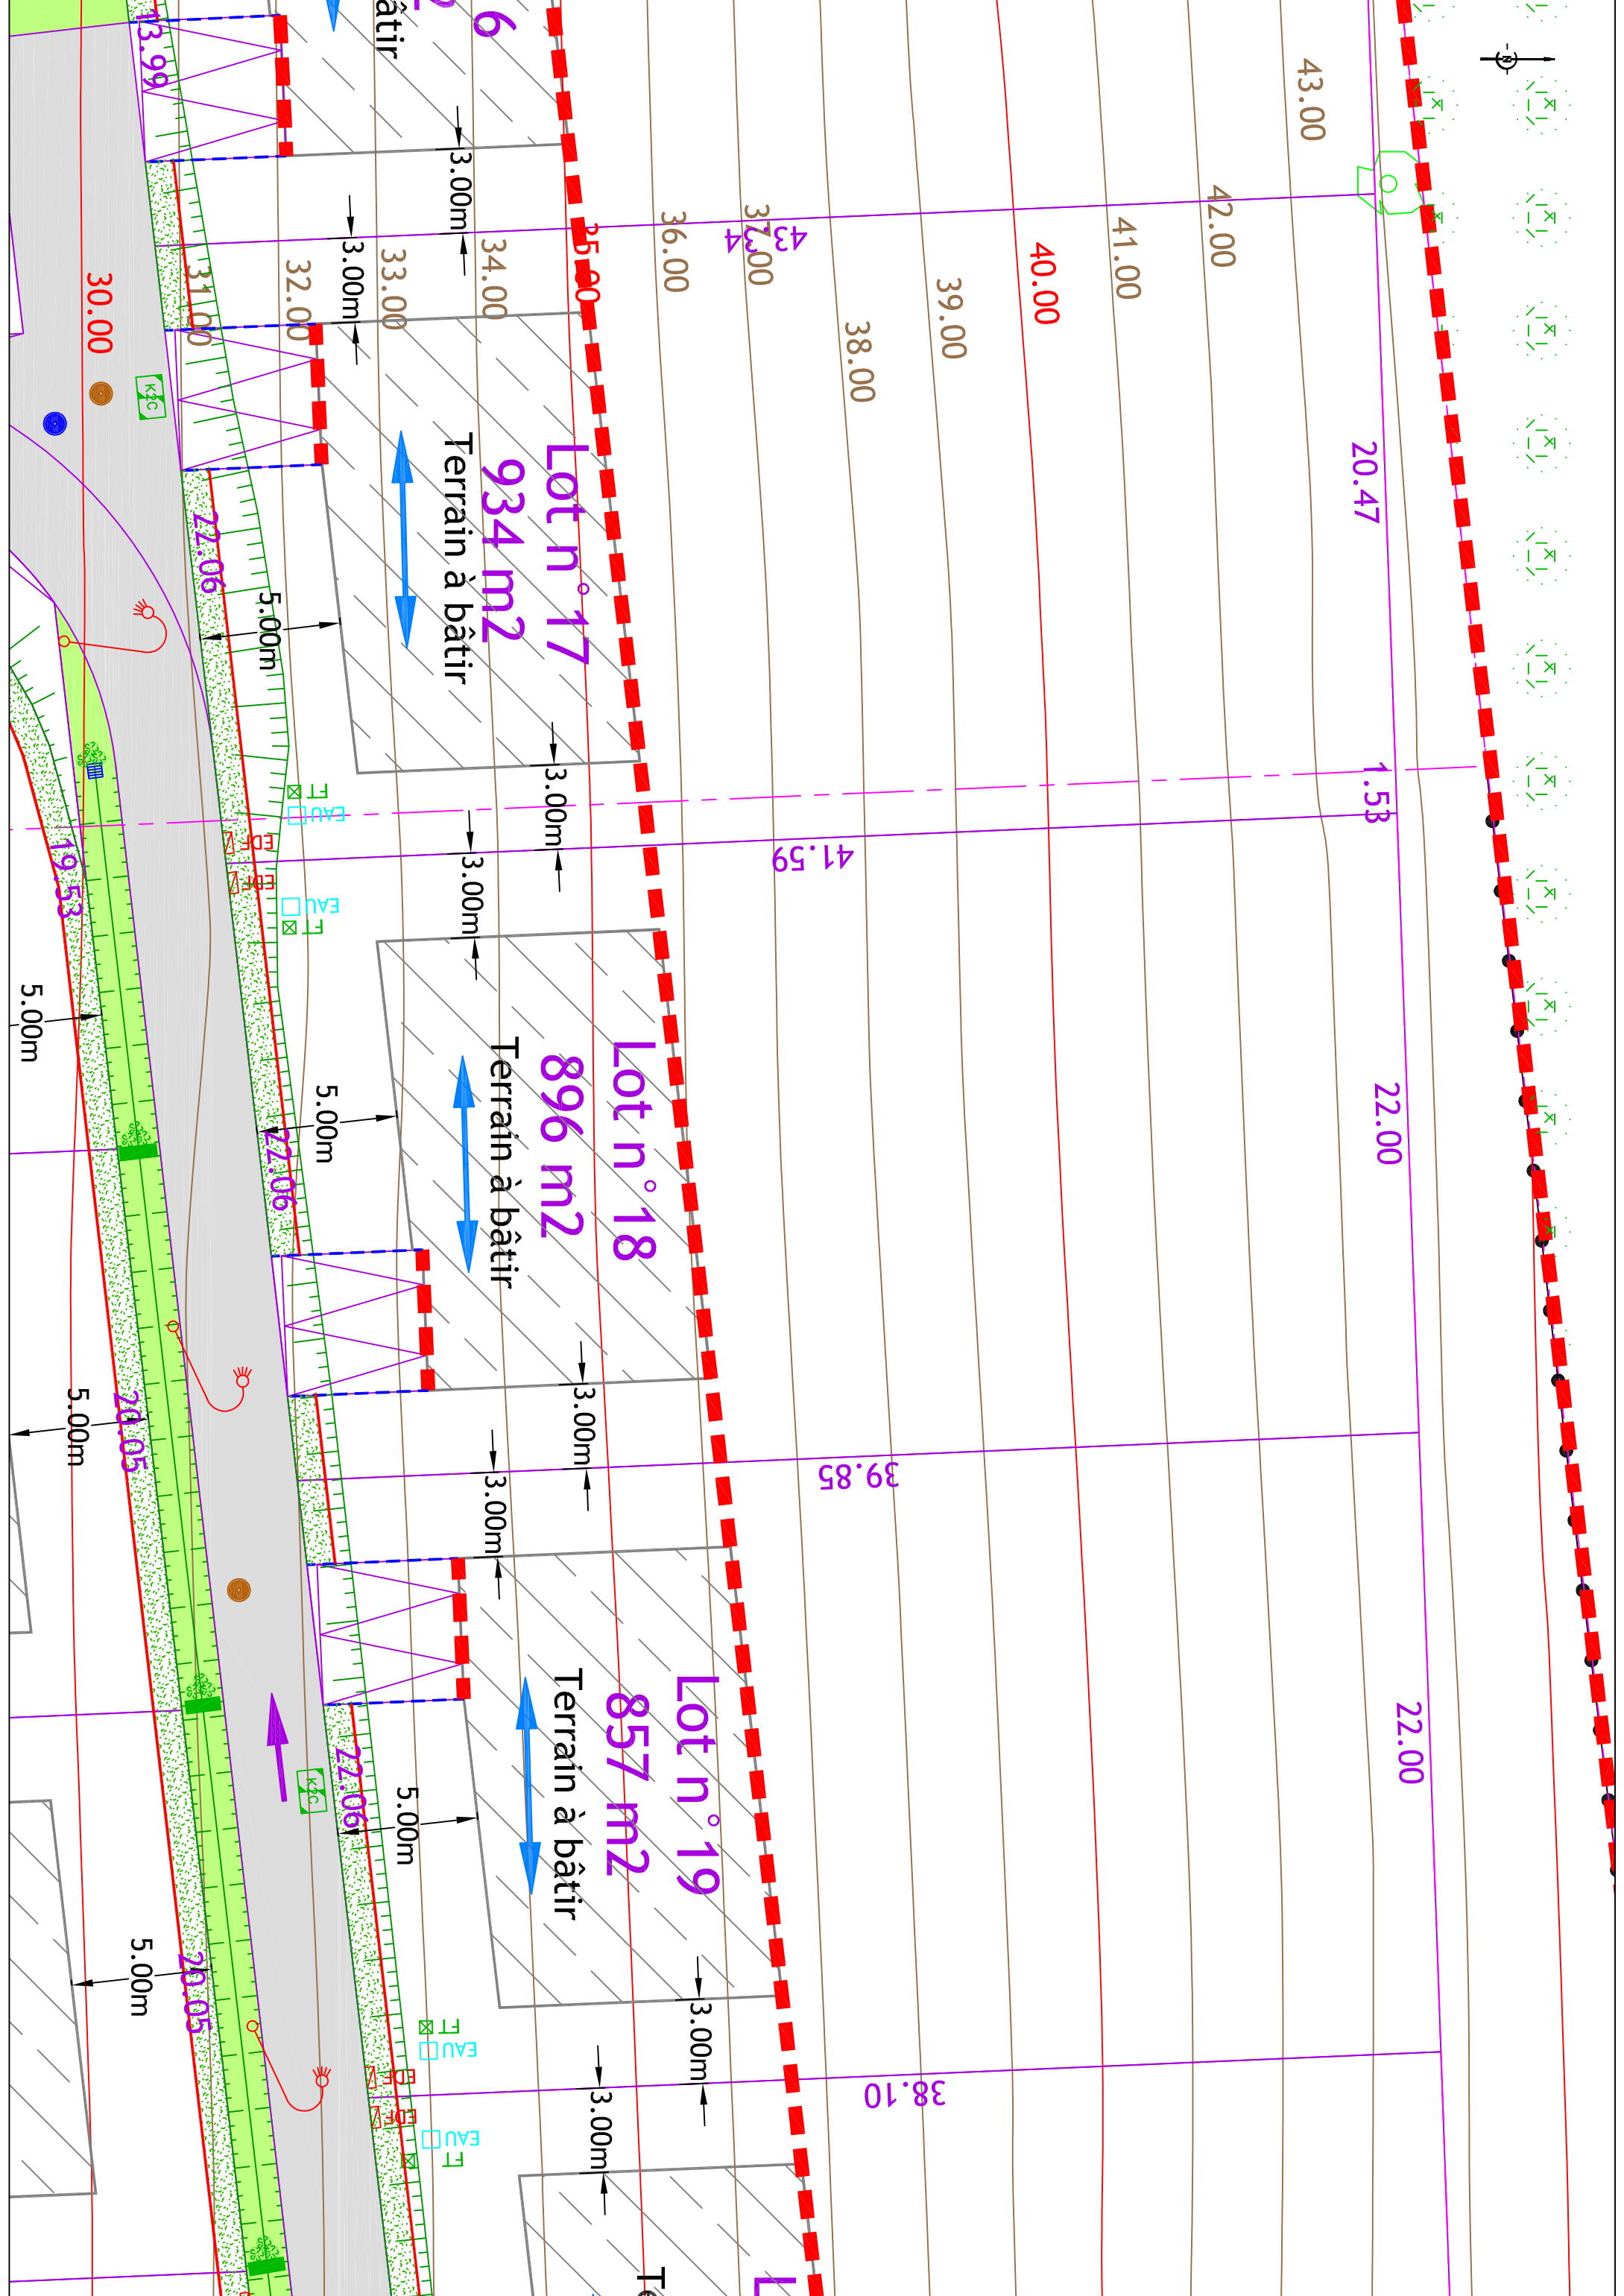 43.00
42.00
41.00
40.00
39.00
38.00
37.00
36.00
35.00
34.00
33.00
32.00
31.00
30.00
43.34
20.47
1.53
22.00
22.00
6
âtir
13.99
3.00m
3.00m
Lot n°17
934 m2
Terrain à bâtir
22.06
5.00m
K2C
3.00m
3.00m
41.59
FT
EAU
EDF
EDF
EAU
FT
19.53
5.00m
Lot n°18
896 m2
Terrain à bâtir
22.06
5.00m
3.00m
3.00m
39.85
20.05
5.00m
Lot n°19
857 m2
Terrain à bâtir
22.06
5.00m
K2C
3.00m
3.00m
38.10
FT
EAU
EDF
EDF
EAU
FT
20.05
5.00m
L
Te
N